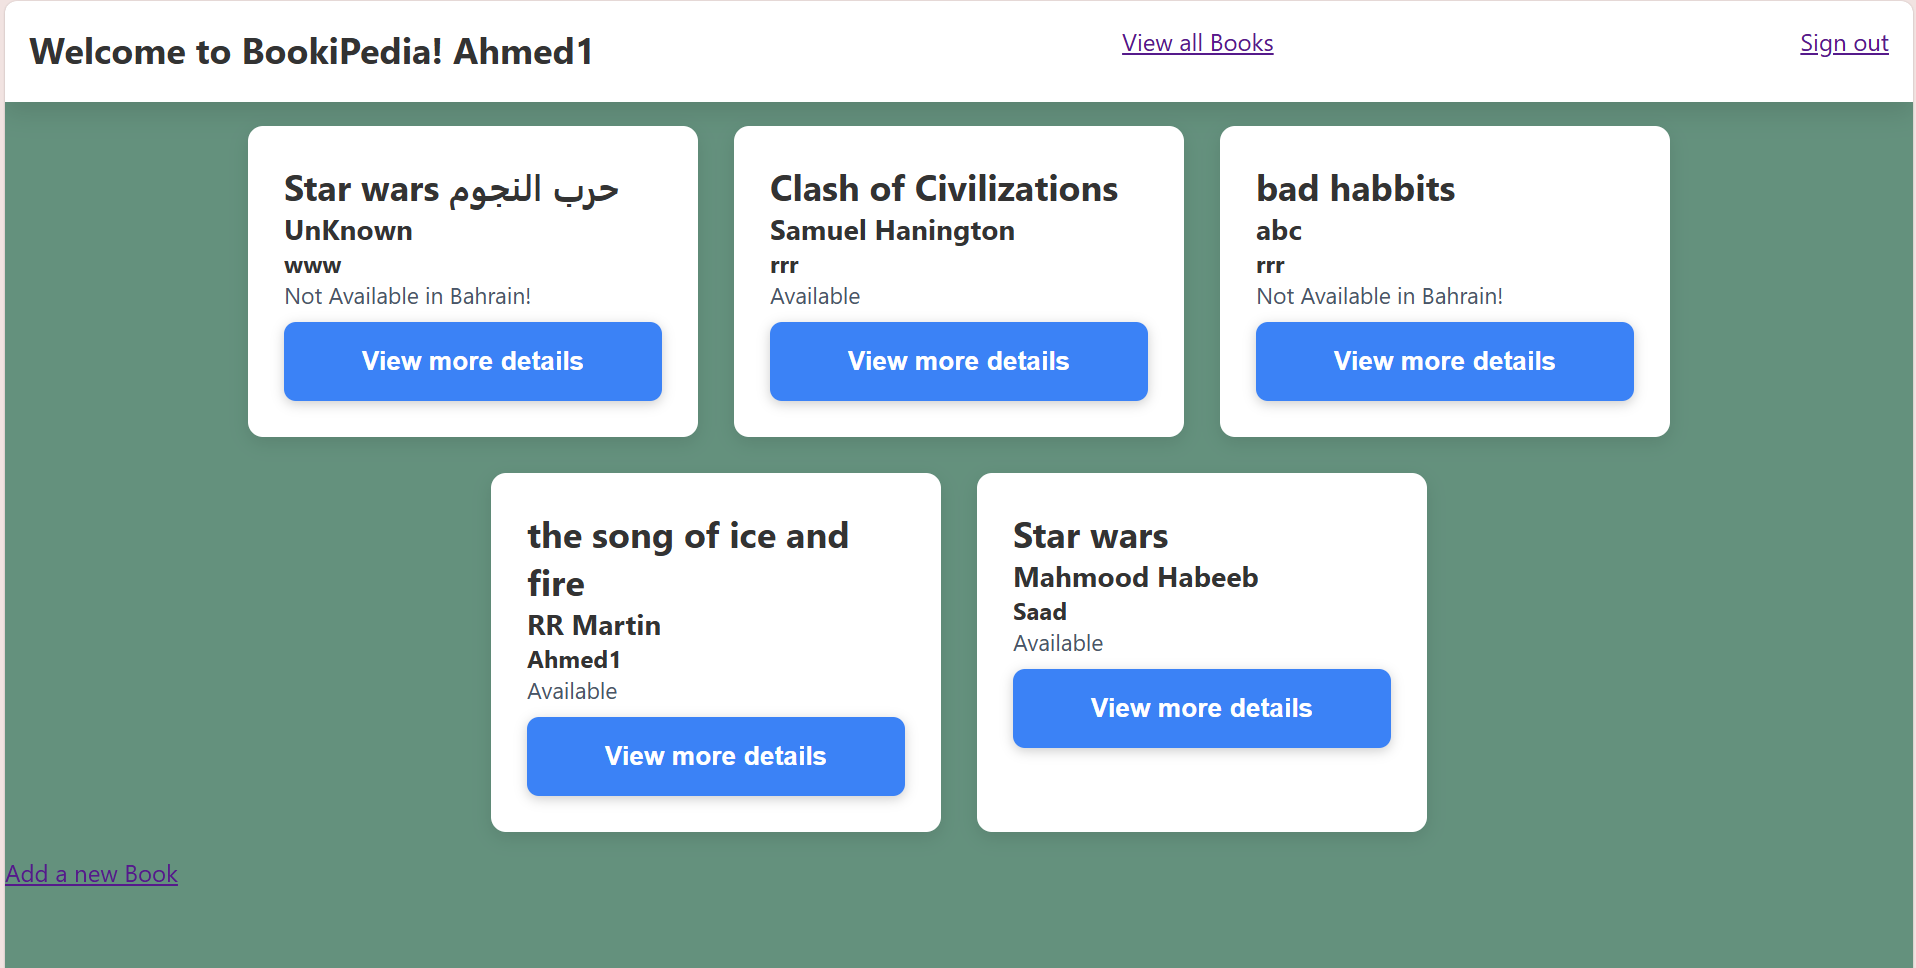 Welcome to BookiPedia! Ahmed1
View all Books
Sign out
Star wars حرب النجوم
UnKnown
www
Not Available in Bahrain!
View more details
Clash of Civilizations
Samuel Hanington
rrr
Available
View more details
bad habbits
abc
rrr
Not Available in Bahrain!
View more details
the song of ice and
fire
RR Martin
Ahmed1
Available
View more details
Star wars
Mahmood Habeeb
Saad
Available
View more details
Add a new Book